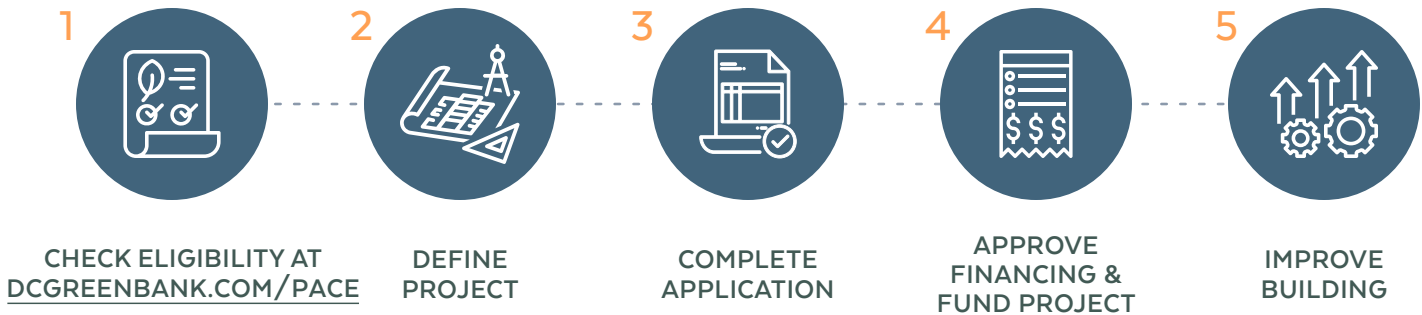 1
2
3
4
5
CHECK ELIGIBILITY AT
DCGREENBANK.COM/PACE
DEFINE
PROJECT
COMPLETE
APPLICATION
APPROVE
FINANCING &
FUND PROJECT
IMPROVE
BUILDING
$ $ $